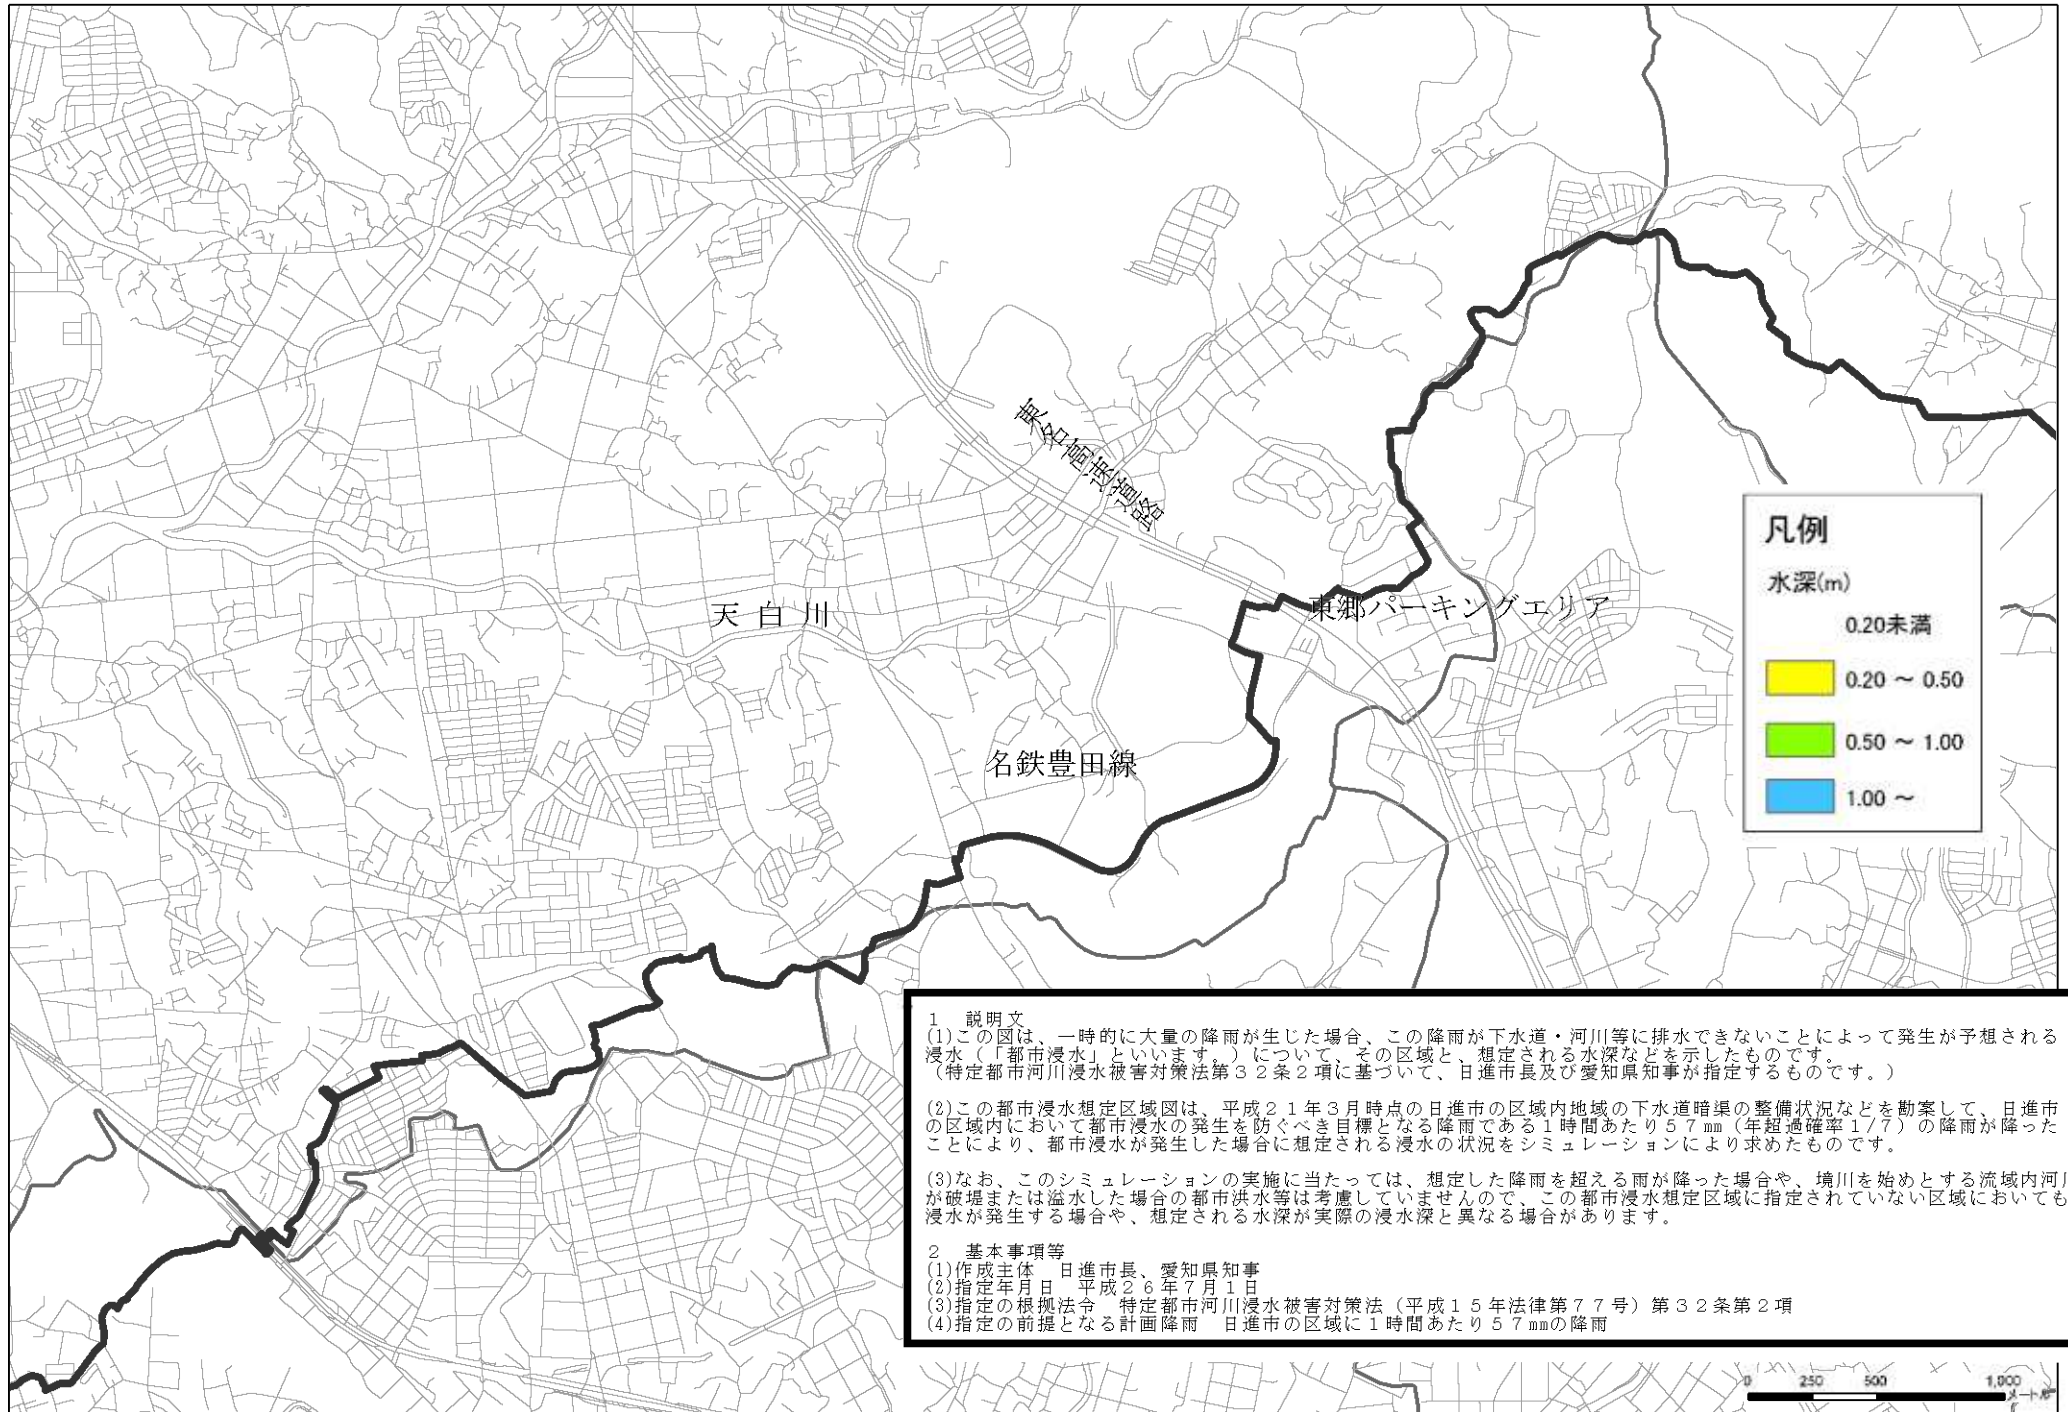 東名高速道路
凡例
水深(m)
0.20未満
0.20 ～ 0.50
0.50 ～ 1.00
1.00 ～
天白川
東郷パーキングエリア
名鉄豊田線
1　説明文
(1)この図は、一時的に大量の降雨が生じた場合、この降雨が下水道・河川等に排水できないことによって発生が予想される
浸水（「都市浸水」といいます。）について、その区域と、想定される水深などを示したものです。
（特定都市河川浸水被害対策法第３２条２項に基づいて、日進市長及び愛知県知事が指定するものです。）
(2)この都市浸水想定区域図は、平成２１年３月時点の日進市の区域内地域の下水道暗渠の整備状況などを勘案して、日進市
の区域内において都市浸水の発生を防ぐべき目標となる降雨である１時間あたり５７㎜（年超過確率1/7）の降雨が降った
ことにより、都市浸水が発生した場合に想定される浸水の状況をシミュレーションにより求めたものです。
(3)なお、このシミュレーションの実施に当たっては、想定した降雨を超える雨が降った場合や、境川を始めとする流域内河川
が破堤または溢水した場合の都市洪水等は考慮していませんので、この都市浸水想定区域に指定されていない区域においても
浸水が発生する場合や、想定される水深が実際の浸水深と異なる場合があります。
2　基本事項等
(1)作成主体　日進市長、愛知県知事
(2)指定年月日　平成２６年７月１日
(3)指定の根拠法令　特定都市河川浸水被害対策法（平成１５年法律第７７号）第３２条第２項
(4)指定の前提となる計画降雨　日進市の区域に１時間あたり５７㎜の降雨
0 250 500 1,000
メートル